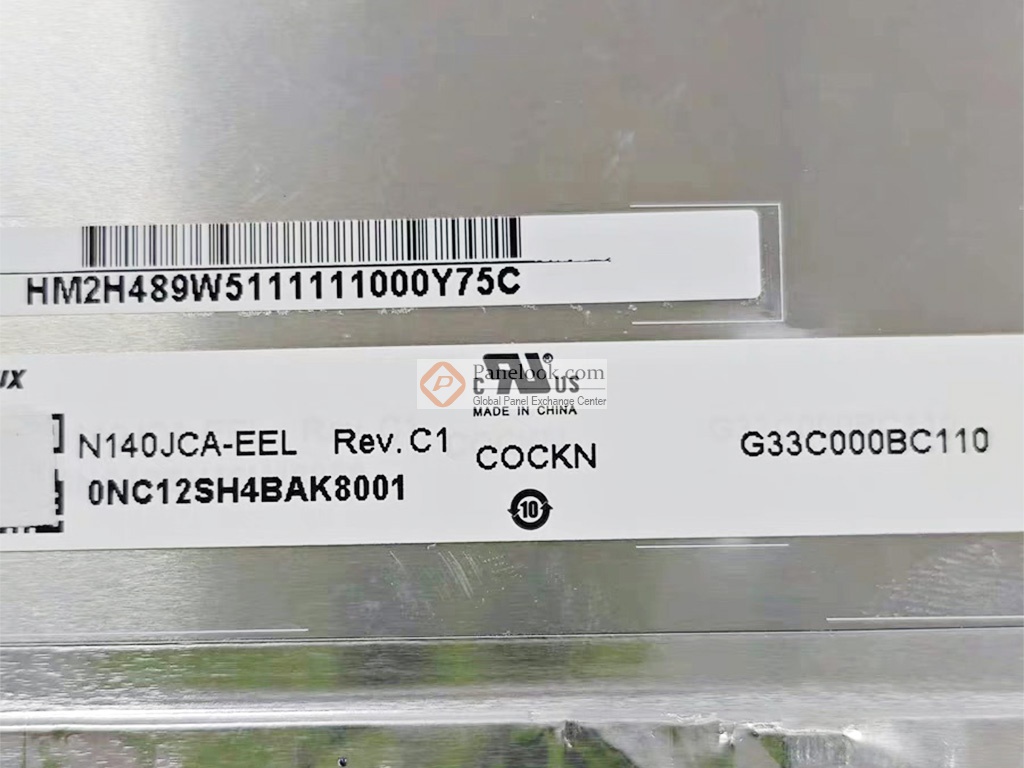 HM2H489W5111111000Y75C
UX
Panelook.com
Global Panel Exchange Center
c UR ® US
MADE IN CHINA
N140JCA-EEL Rev. C1
COCKN
G33C000BC110
0NC12SH4BAK8001
10